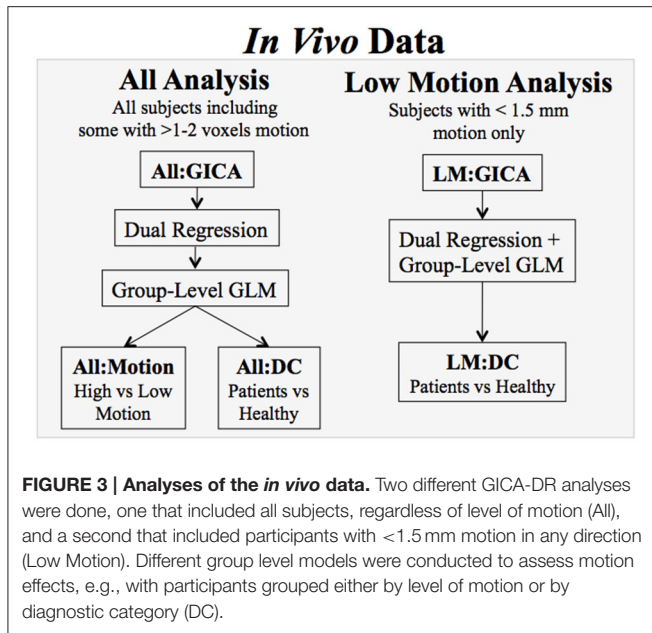 In Vivo Data
All Analysis
All subjects including
some with >1-2 voxels motion
All:GICA
Dual Regression
Group-Level GLM
All:Motion
High vs Low
Motion
All:DC
Patients vs
Healthy
Low Motion Analysis
Subjects with < 1.5 mm
motion only
LM:GICA
Dual Regression +
Group-Level GLM
LM:DC
Patients vs Healthy
FIGURE 3 | Analyses of the in vivo data. Two different GICA-DR analyses
were done, one that included all subjects, regardless of level of motion (All),
and a second that included participants with <1.5 mm motion in any direction
(Low Motion). Different group level models were conducted to assess motion
effects, e.g., with participants grouped either by level of motion or by
diagnostic category (DC).